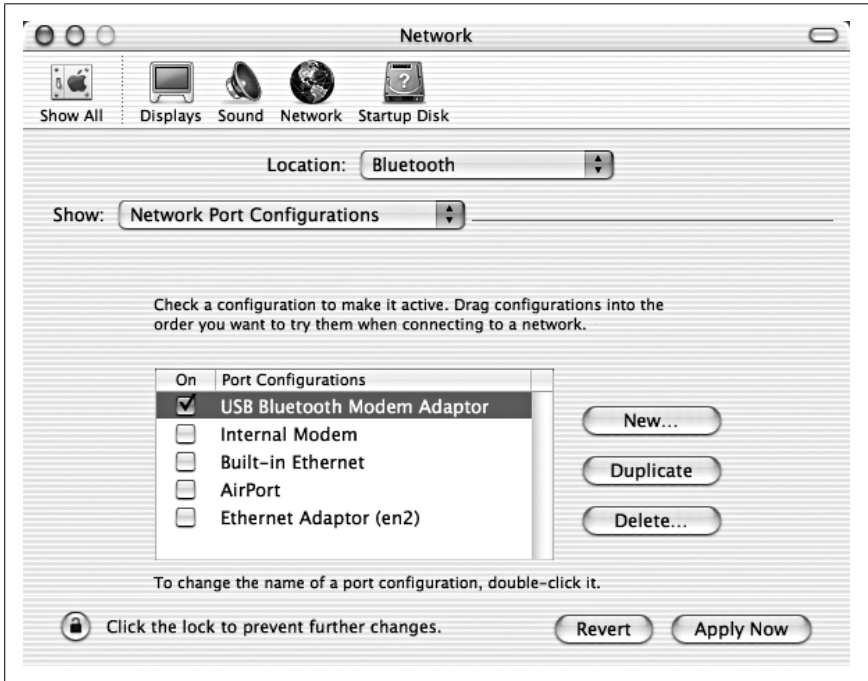 Network
Show All Displays Sound Network Startup Disk
Location: Bluetooth
Show: Network Port Configurations
Check a configuration to make it active. Drag configurations into the
order you want to try them when connecting to a network.
On Port Configurations
USB Bluetooth Modem Adaptor
Internal Modem
Built-in Ethernet
AirPort
Ethernet Adaptor (en2)
New...
Duplicate
Delete...
To change the name of a port configuration, double-click it.
Click the lock to prevent further changes.
Revert Apply Now